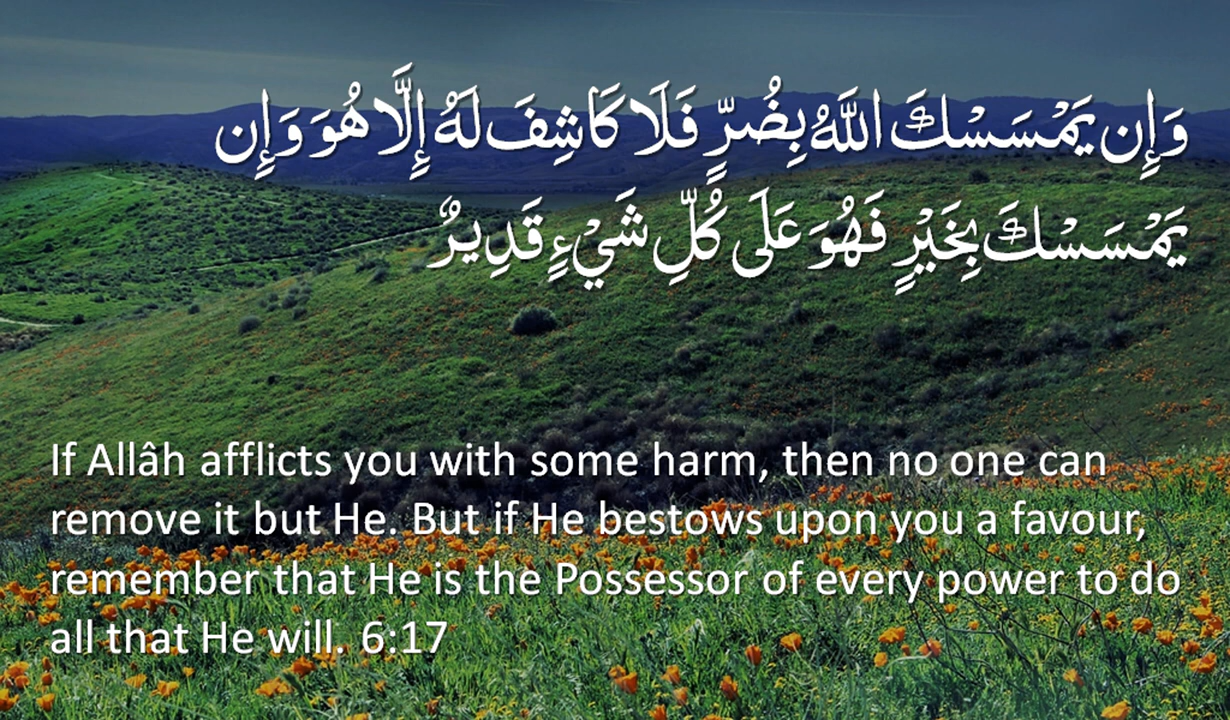 وَإِن يَمْسَسْكَ اللَّهُ بِضُرٍّ فَلَا كَاشِفَ لَهُ إِلَّا هُوَ وَإِن
يَمْسَسْكَ بِخَيْرٍ فَهُوَ عَلَى كُلِّ شَيْءٍ قَدِيرٌ
If Allâh afflicts you with some harm, then no one can
remove it but He. But if He bestows upon you a favour,
remember that He is the Possessor of every power to do
all that He will. 6:17